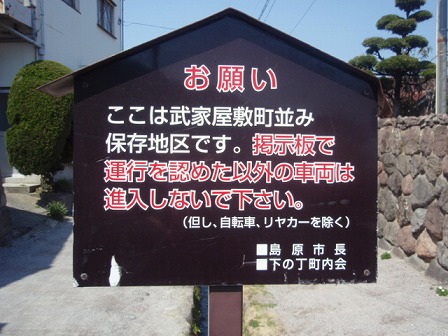 お願い
ここは武家屋敷町並み
保存地区です。掲示板で
運行を認めた以外の車両は
進入しないで下さい。
（但し、自転車、リヤカーを除く）
■島原市長
■下の丁町内会